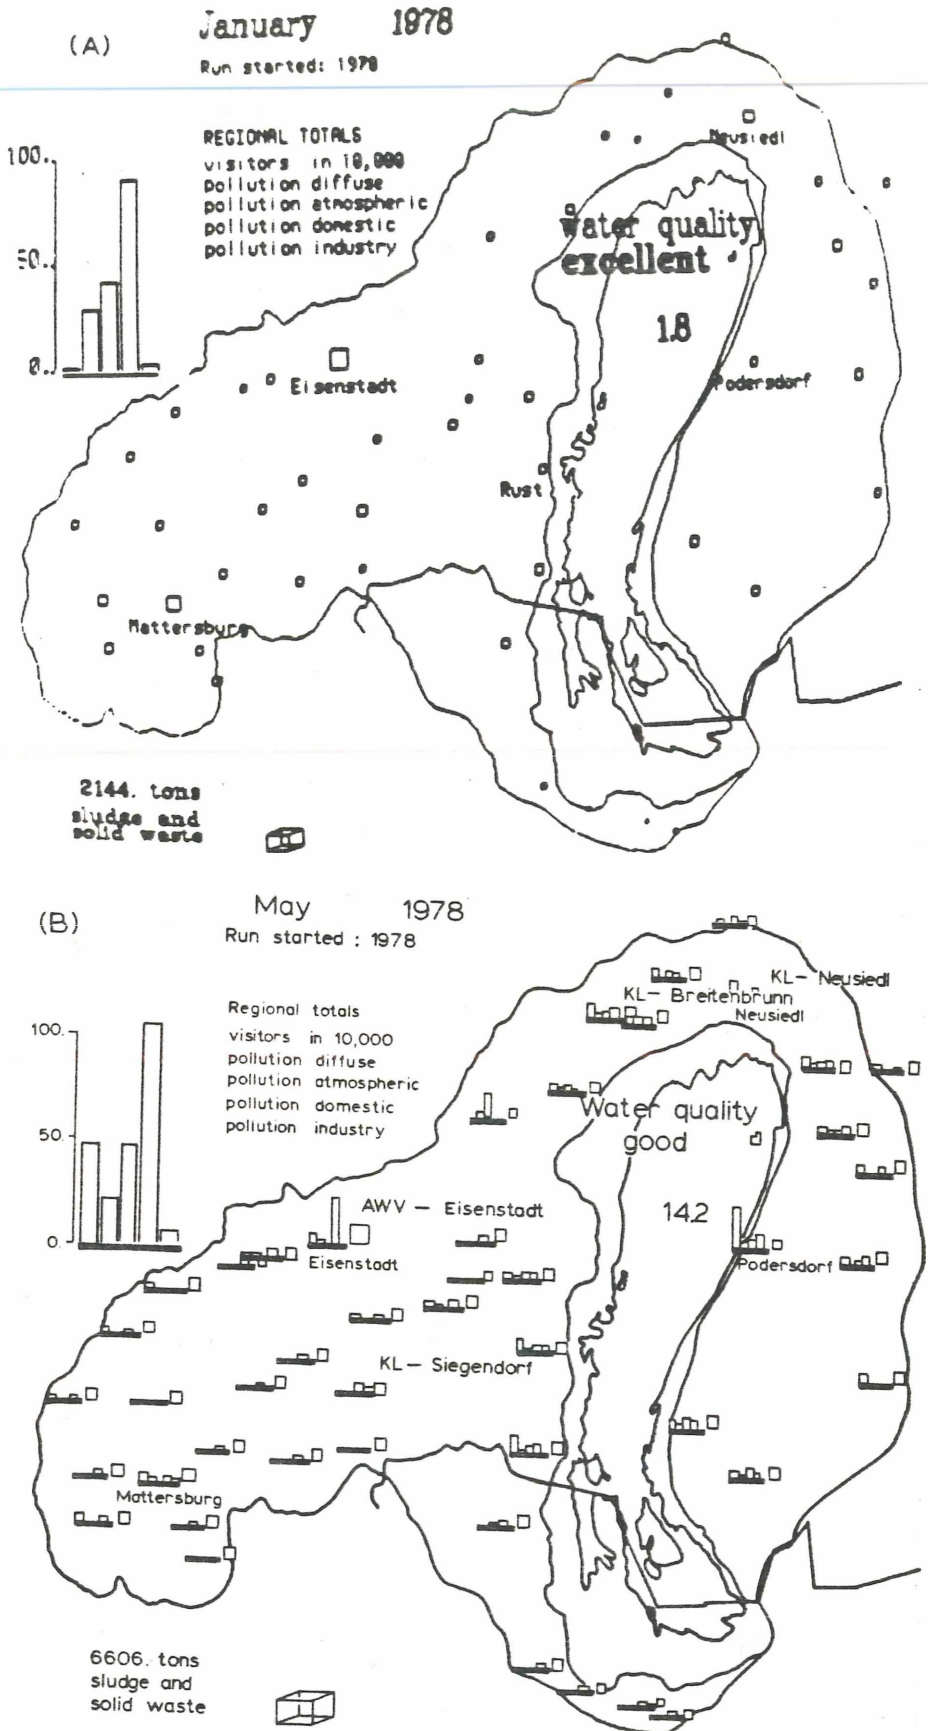 (A)
January 1978
Run started: 1978
100.
50.
0.
REGIONAL TOTALS
visitors in 10,000
pollution diffuse
pollution atmospheric
pollution domestic
pollution industry
Neusiedl
water quality
excellent
1.8
Eisenstadt
Podersdorf
Rust
Mattersburg
2144. tons
sludge and
solid waste
(B)
May 1978
Run started : 1978
100.
50.
0.
Regional totals
visitors in 10,000
pollution diffuse
pollution atmospheric
pollution domestic
pollution industry
KL- Neusiedl
KL- Breitenbrunn
Neusiedl
Water quality
good
14.2
AWV - Eisenstadt
Eisenstadt
Podersdorf
KL- Siegendorf
Mattersburg
6606. tons
sludge and
solid waste